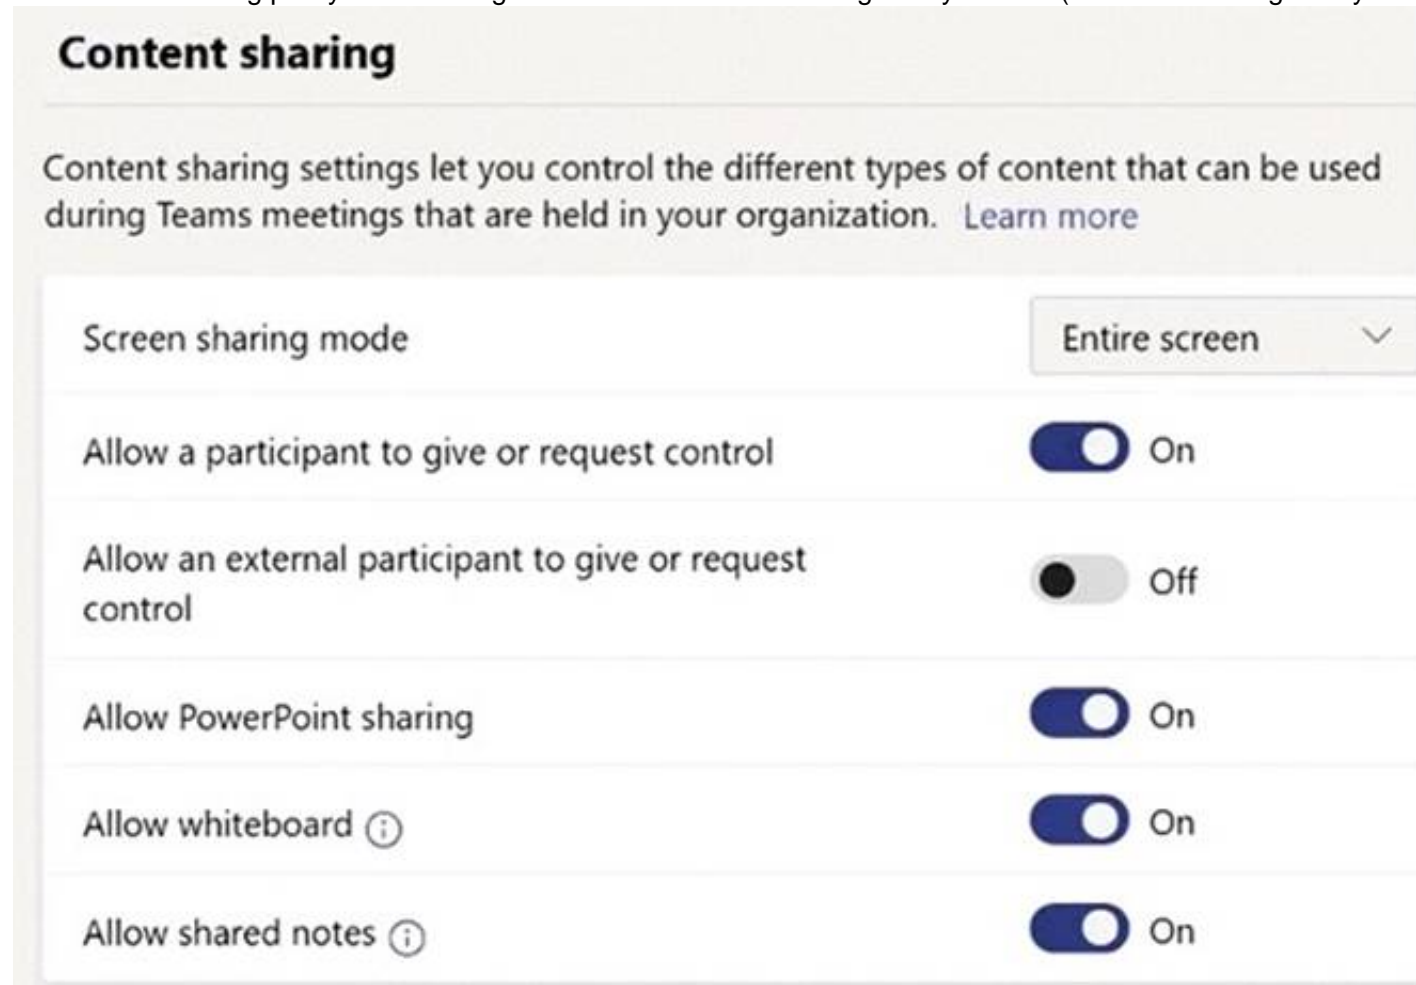 Content sharing
Content sharing settings let you control the different types of content that can be used
during Teams meetings that are held in your organization. Learn more
Screen sharing mode Entire screen
Allow a participant to give or request control On
Allow an external participant to give or request
control Off
Allow PowerPoint sharing On
Allow whiteboard On
Allow shared notes On